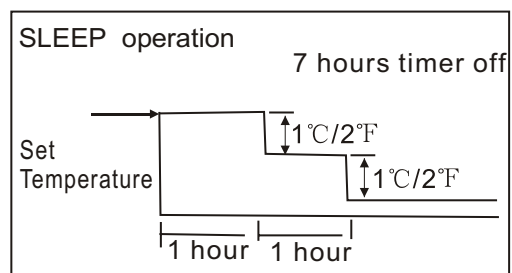 SLEEP operation
7 hours timer off
1℃/2℉
Set
Temperature
1℃/2℉
1 hour
1 hour